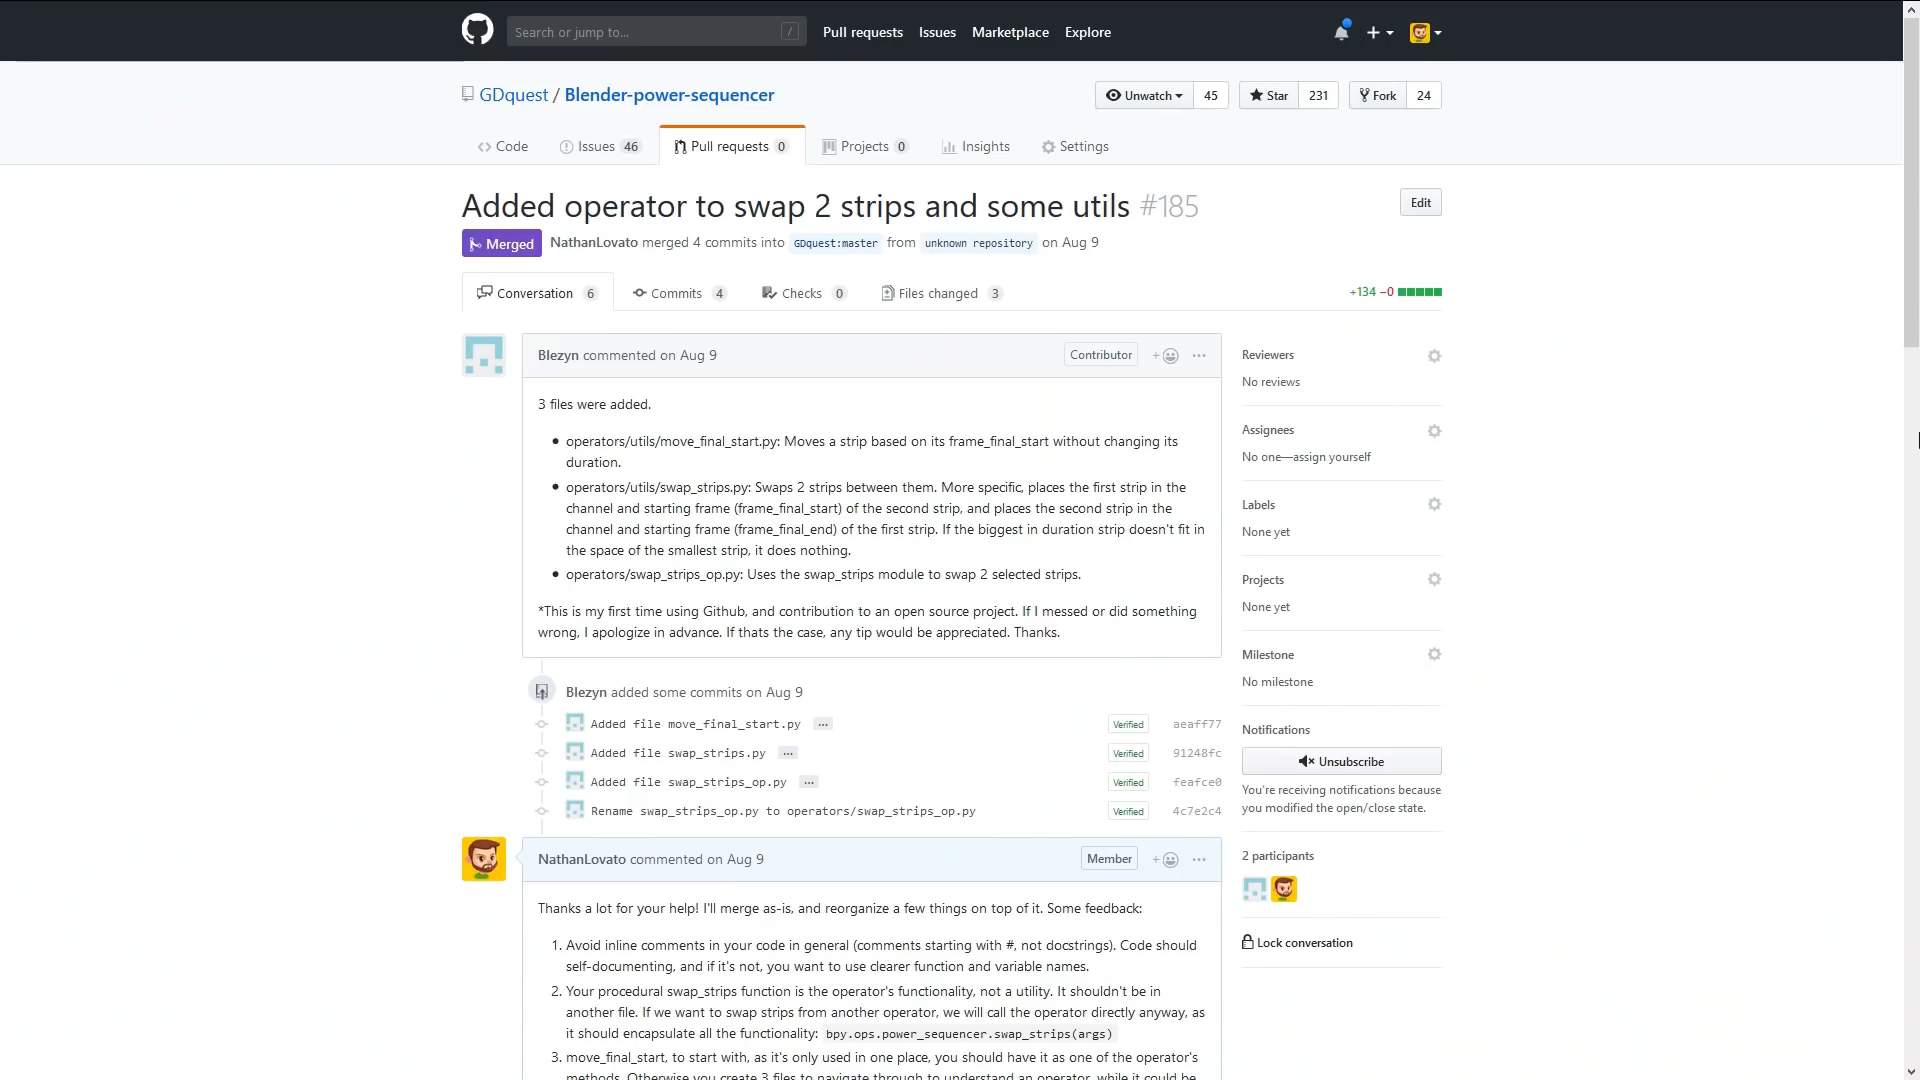 Search or jump to... /
Pull requests Issues Marketplace Explore
GDquest / Blender-power-sequencer
Unwatch 45 Star 231 Fork 24
Code Issues 46 Pull requests 0 Projects 0 Insights Settings
Added operator to swap 2 strips and some utils #185
Edit
Merged NathanLovato merged 4 commits into GDquest:master from unknown repository on Aug 9
Conversation 6 Commits 4 Checks 0 Files changed 3
+134 −0
Blezyn commented on Aug 9
Contributor + ...
3 files were added.
• operators/utils/move_final_start.py: Moves a strip based on its frame_final_start without changing its
duration.
• operators/utils/swap_strips.py: Swaps 2 strips between them. More specific, places the first strip in the
channel and starting frame (frame_final_start) of the second strip, and places the second strip in the
channel and starting frame (frame_final_end) of the first strip. If the biggest in duration strip doesn't fit in
the space of the smallest strip, it does nothing.
• operators/swap_strips_op.py: Uses the swap_strips module to swap 2 selected strips.
*This is my first time using Github, and contribution to an open source project. If I messed or did something
wrong, I apologize in advance. If thats the case, any tip would be appreciated. Thanks.
Blezyn added some commits on Aug 9
Added file move_final_start.py ... Verified aeaff77
Added file swap_strips.py ... Verified 91248fc
Added file swap_strips_op.py ... Verified feafce0
Rename swap_strips_op.py to operators/swap_strips_op.py Verified 4c7e2c4
NathanLovato commented on Aug 9
Member + ...
Thanks a lot for your help! I'll merge as-is, and reorganize a few things on top of it. Some feedback:
1. Avoid inline comments in your code in general (comments starting with #, not docstrings). Code should
self-documenting, and if it's not, you want to use clearer function and variable names.
2. Your procedural swap_strips function is the operator's functionality, not a utility. It shouldn't be in
another file. If we want to swap strips from another operator, we will call the operator directly anyway, as
it should encapsulate all the functionality: bpy.ops.power_sequencer.swap_strips(args)
3. move_final_start, to start with, as it's only used in one place, you should have it as one of the operator's
methods. Otherwise you create 3 files to navigate through to understand an operator, while it could be
Reviewers
No reviews
Assignees
No one—assign yourself
Labels
None yet
Projects
None yet
Milestone
No milestone
Notifications
Unsubscribe
You're receiving notifications because
you modified the open/close state.
2 participants
Lock conversation